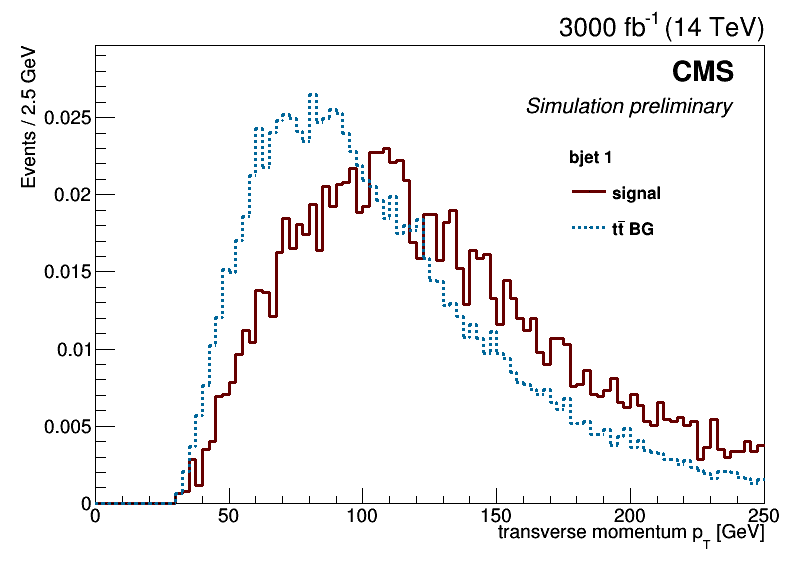 3000 fb⁻¹ (14 TeV)
Events / 2.5 GeV
CMS
Simulation preliminary
bjet 1
signal
tt̄ BG
0.025
0.02
0.015
0.01
0.005
0
0 50 100 150 200 250
transverse momentum p_T [GeV]